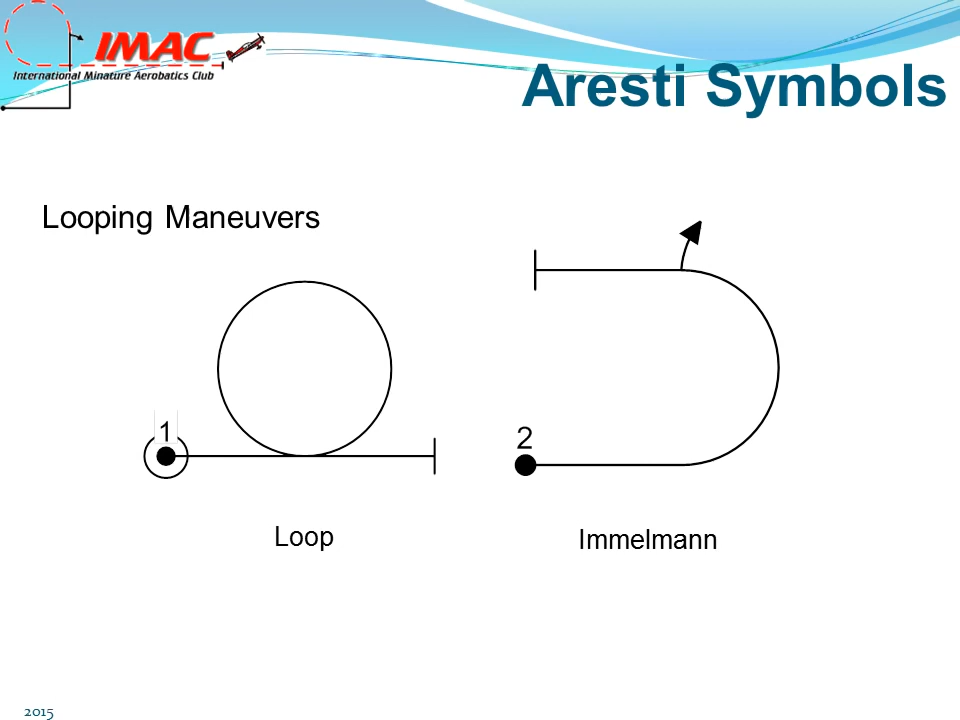 IMAC
International Minature Aerobatics Club
Aresti Symbols
Looping Maneuvers
1
2
Loop
Immelmann
2015